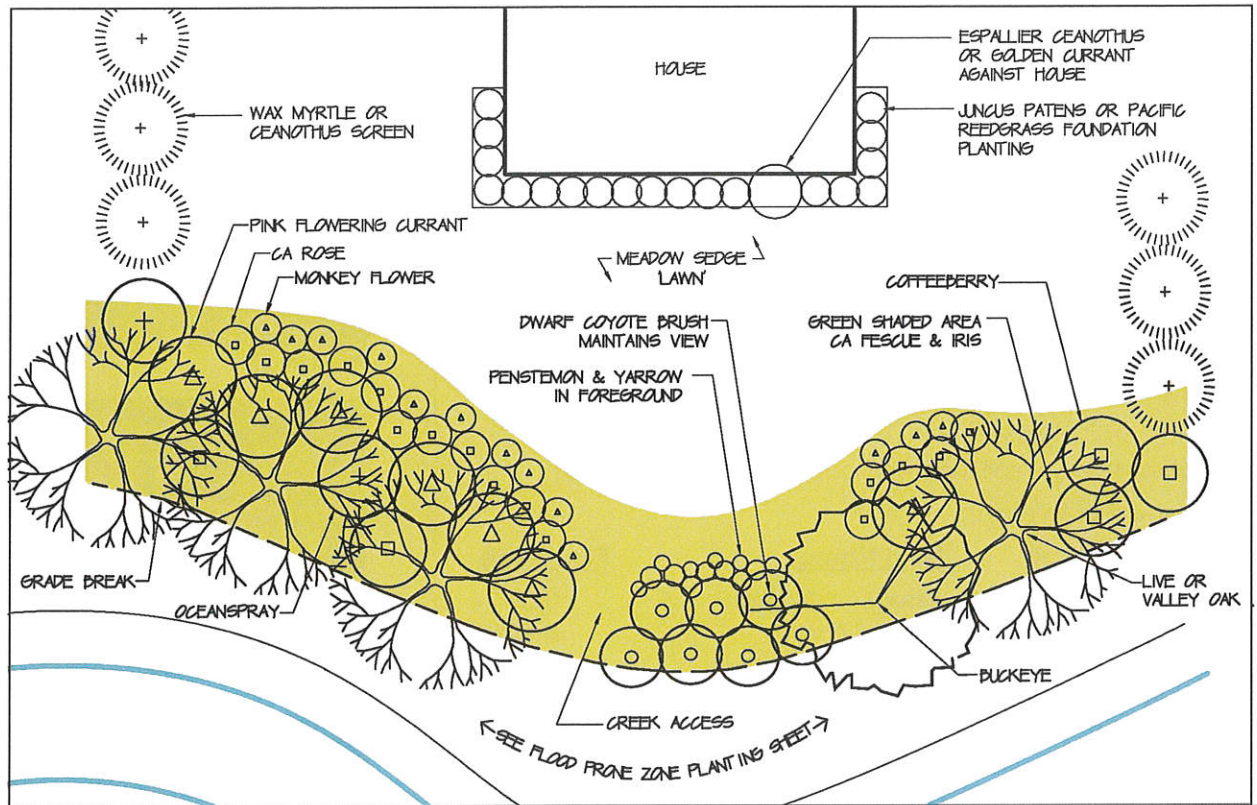 HOUSE
ESPALLIER CEANOTHUS
OR GOLDEN CURRANT
AGAINST HOUSE
WAX MYRTLE OR
CEANOTHUS SCREEN
JUNCUS PATENS OR PACIFIC
REEDGRASS FOUNDATION
PLANTING
PINK FLOWERING CURRANT
CA ROSE
MONKEY FLOWER
MEADOW SEDGE
'LAWN'
COFFEEBERRY
DWARF COYOTE BRUSH
MAINTAINS VIEW
GREEN SHADED AREA
CA FESCUE & IRIS
PENSTEMON & YARROW
IN FOREGROUND
GRADE BREAK
OCEANSPRAY
LIVE OR
VALLEY OAK
BUCKEYE
CREEK ACCESS
SEE FLOOD PRONE ZONE PLANTING SHEET